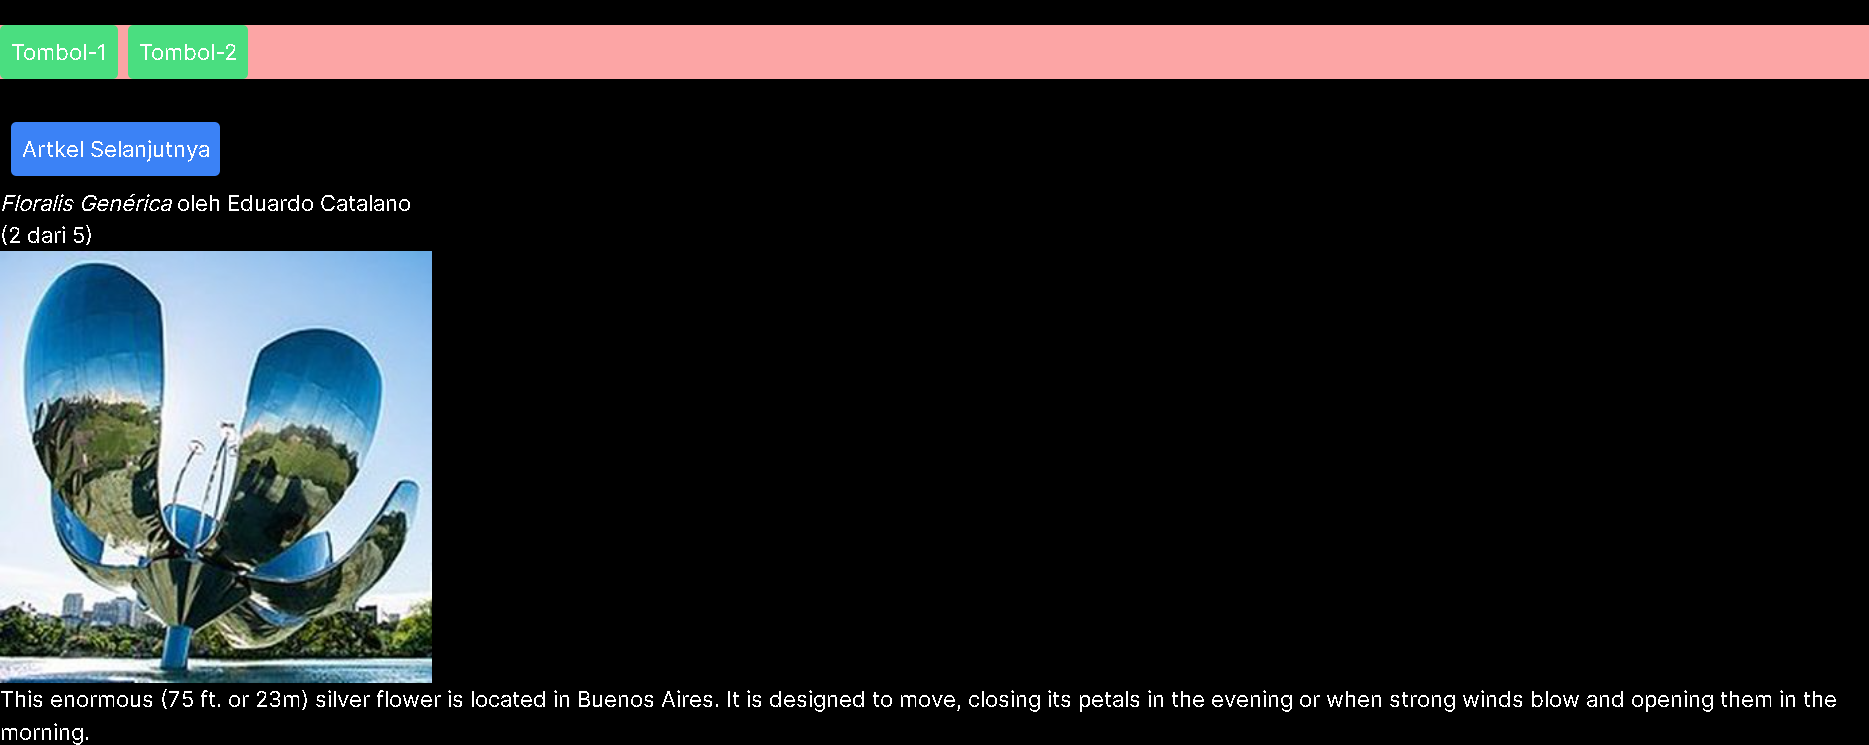 Tombol-1 Tombol-2
Artkel Selanjutnya
Floralis Genérica oleh Eduardo Catalano
(2 dari 5)
This enormous (75 ft. or 23m) silver flower is located in Buenos Aires. It is designed to move, closing its petals in the evening or when strong winds blow and opening them in the
morning.